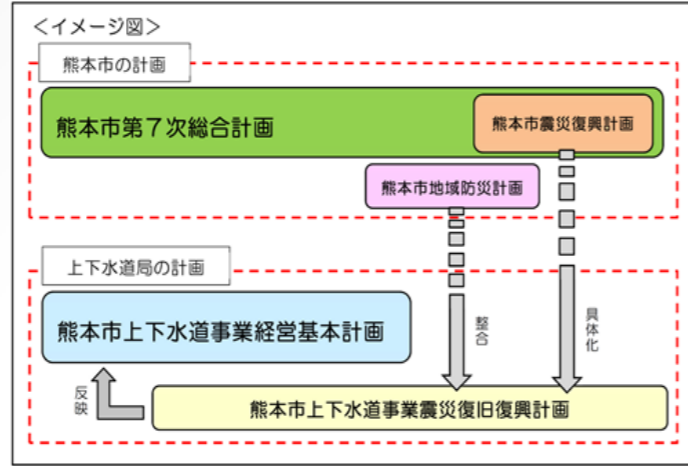 ＜イメージ図＞
熊本市の計画
熊本市第７次総合計画
熊本市震災復興計画
熊本市地域防災計画
上下水道局の計画
熊本市上下水道事業経営基本計画
整合
具体化
反映
熊本市上下水道事業震災復旧復興計画